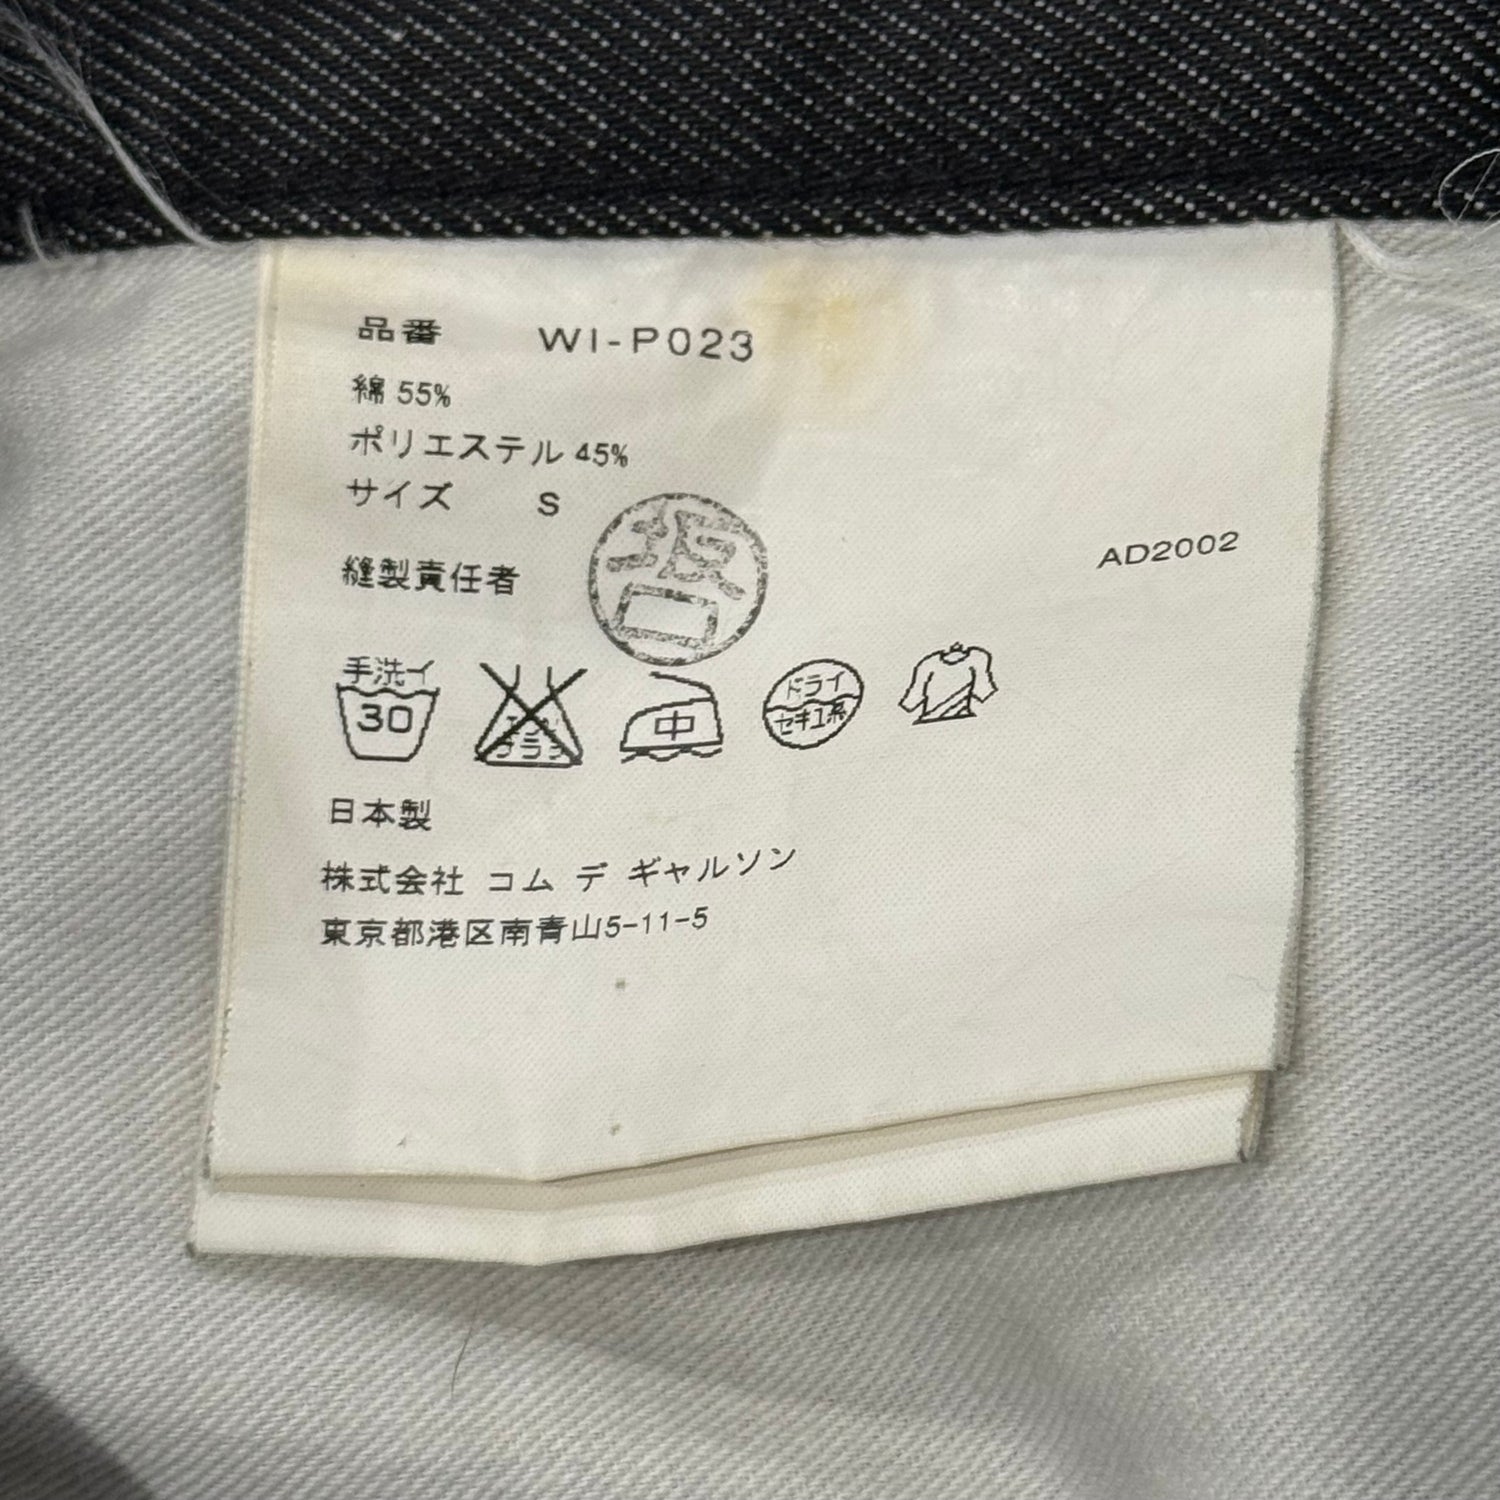 品番 WI-P023
綿 55%
ポリエステル 45%
サイズ S
縫製責任者
AD2002
手洗イ
30
中
ドライ
セキユ系
日本製
株式会社 コム デ ギャルソン
東京都港区南青山5-11-5